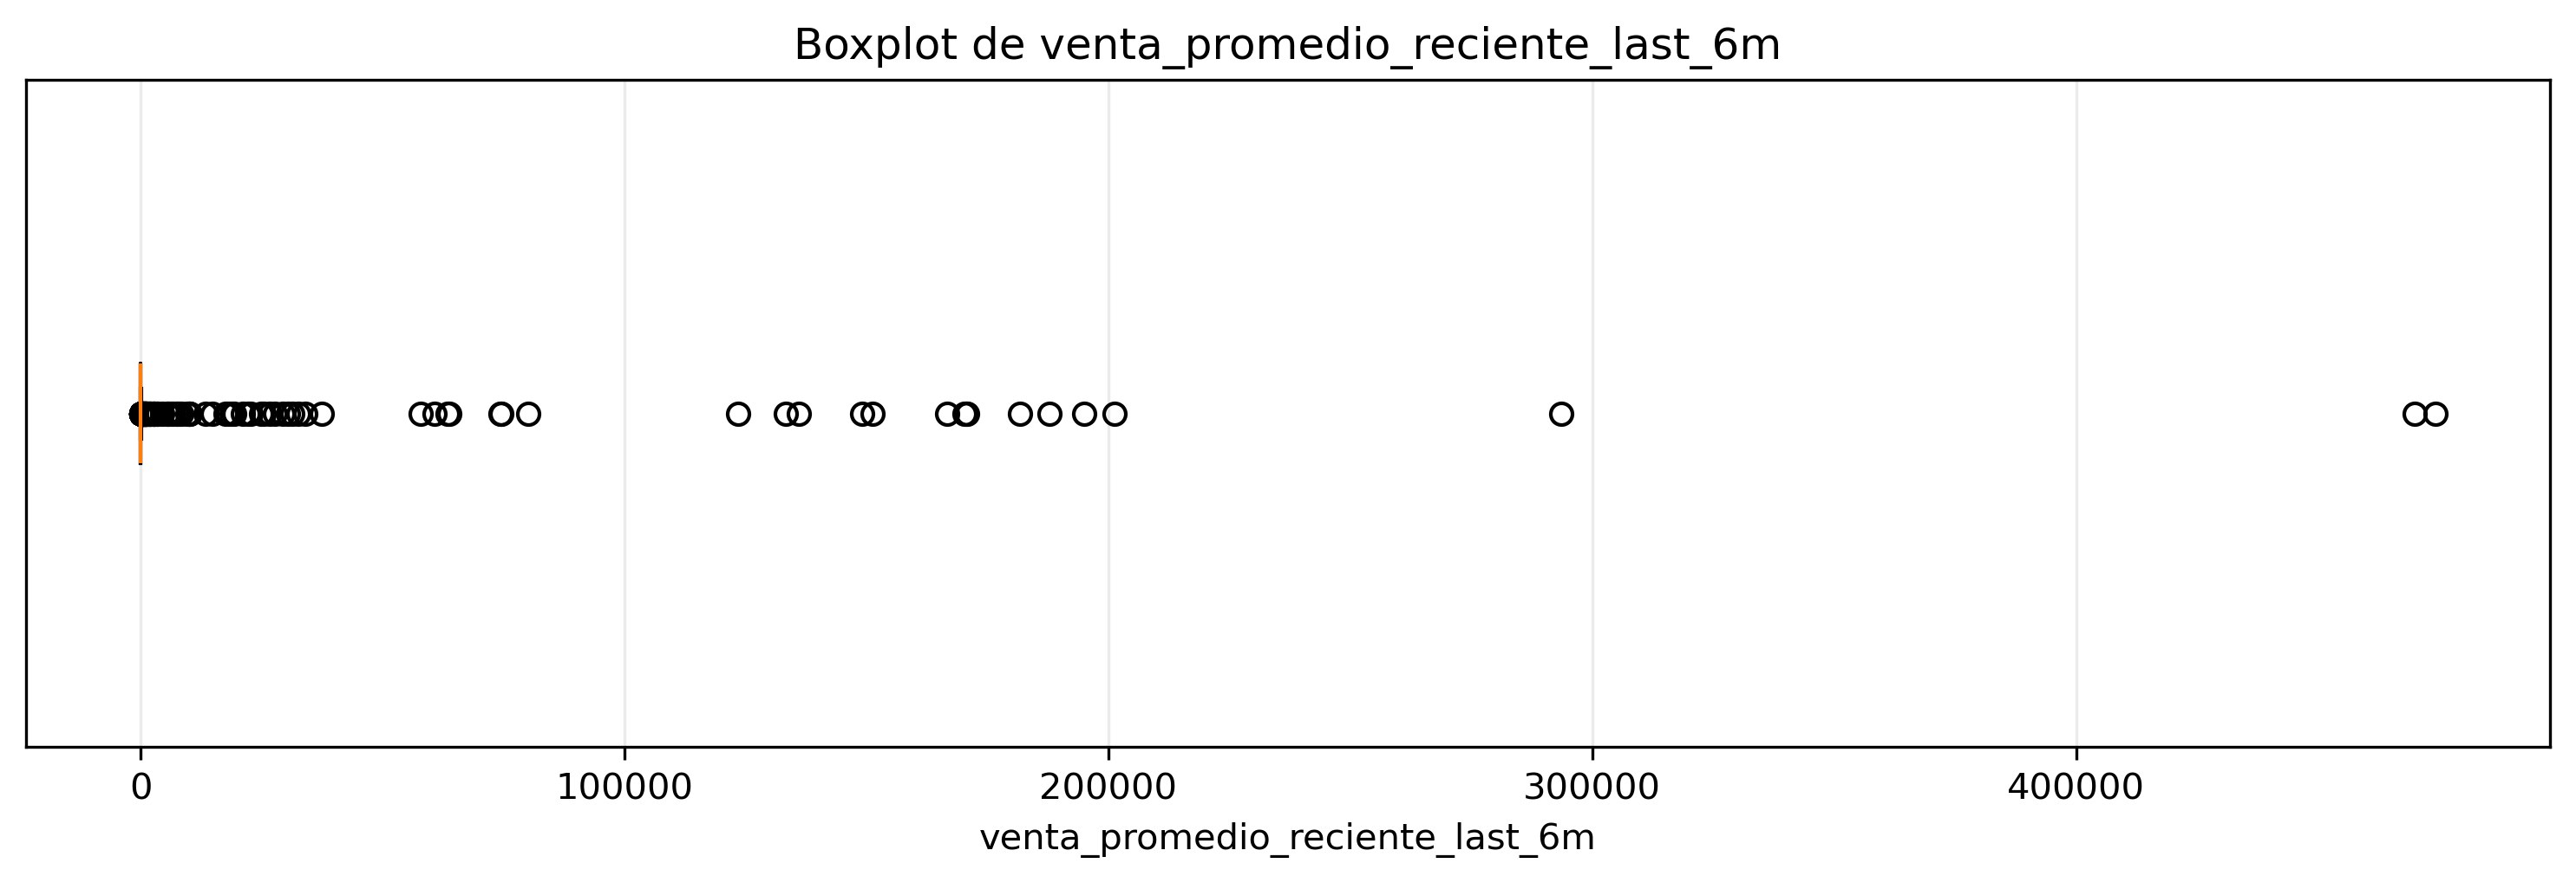 Boxplot de venta_promedio_reciente_last_6m
0 100000 200000 300000 400000
venta_promedio_reciente_last_6m